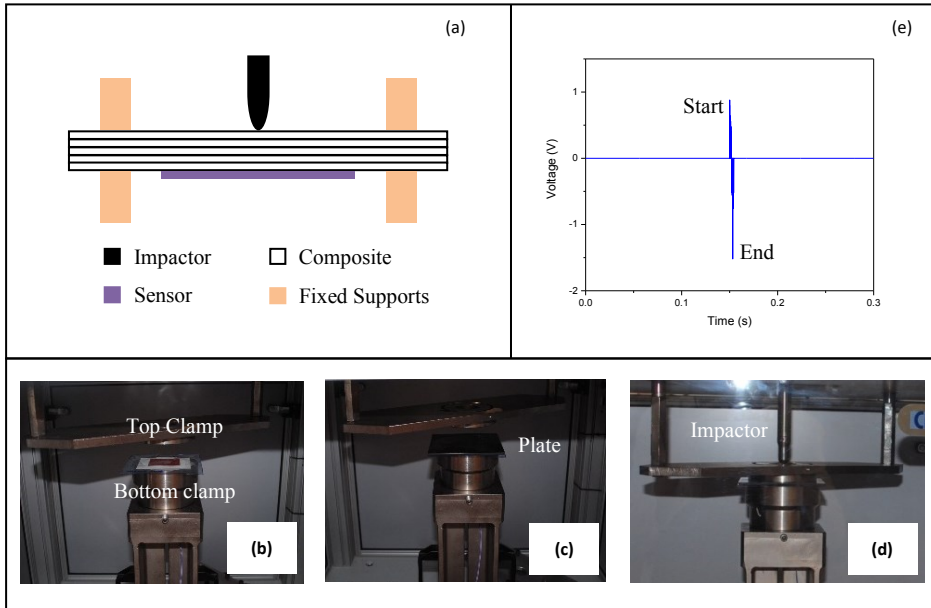 (a)
Impactor
Composite
Sensor
Fixed Supports
(e)
Voltage (V)
1
0
-1
-2
Start
End
0.0
0.1
0.2
0.3
Time (s)
Top Clamp
Bottom clamp
(b)
Plate
(c)
Impactor
(d)